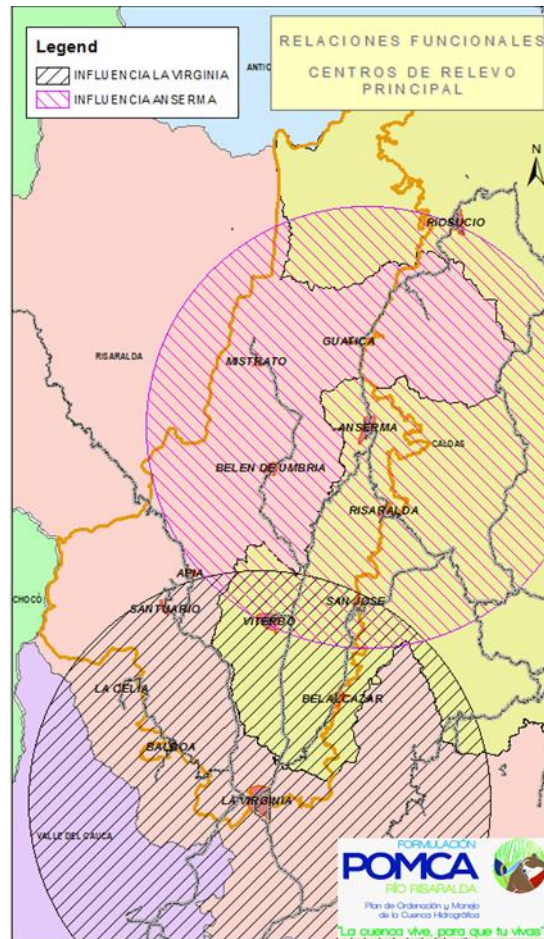 Legend
INFLUENCIA LA VIRGINIA
INFLUENCIA ANSERMA
ANTIC
RELACIONES FUNCIONALES
CENTROS DE RELEVO
PRINCIPAL
N
RIOSUCIO
RISARALDA
GUATICA
MISTRATO
ANSERMA
CALDAS
BELEN DE UMBRIA
RISARALDA
APIA
CHOCÓ
SANTUARIO
SAN JOSE
VITERBO
LA CELIA
BELALCAZAR
BALBOA
LA VIRGINIA
VALLE DEL CAUCA
FORMULACIÓN
POMCA
RÍO RISARALDA
Plan de Ordenación y Manejo
de la Cuenca Hidrográfica
"La cuenca vive, para que tu vivas"